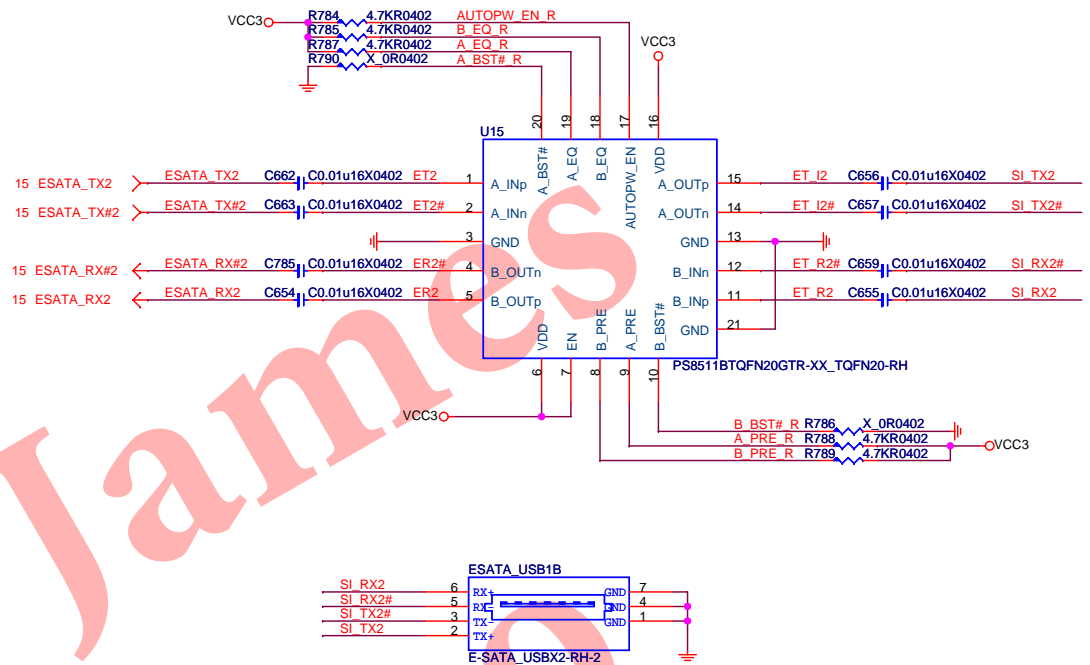 R784 4.7KR0402 AUTOPW_EN_R
VCC3
R785 4.7KR0402 B_EQ_R
R787 4.7KR0402 A_EQ_R
R790 X_0R0402 A_BST#_R
VCC3
20 19 18 17 16
U15
A_BST# A_EQ B_EQ AUTOPW_EN VDD
15 ESATA_TX2 ESATA_TX2 C662 C0.01u16X0402 ET2 1 A_INp A_OUTp 15 ET_I2 C656 C0.01u16X0402 SI_TX2
15 ESATA_TX#2 ESATA_TX#2 C663 C0.01u16X0402 ET2# 2 A_INn A_OUTn 14 ET_I2# C657 C0.01u16X0402 SI_TX2#
3 GND GND 13
15 ESATA_RX#2 ESATA_RX#2 C785 C0.01u16X0402 ER2# 4 B_OUTn B_INn 12 ET_R2# C659 C0.01u16X0402 SI_RX2#
15 ESATA_RX2 ESATA_RX2 C654 C0.01u16X0402 ER2 5 B_OUTp B_INp 11 ET_R2 C655 C0.01u16X0402 SI_RX2
GND 21
VDD EN B_PRE A_PRE B_BST#
PS8511BTQFN20GTR-XX_TQFN20-RH
6 7 8 9 10
VCC3
B_BST#_R R786 X_0R0402
A_PRE_R R788 4.7KR0402 VCC3
B_PRE_R R789 4.7KR0402
ESATA_USB1B
SI_RX2 6 RX+ GND 7
SI_RX2# 5 RX- GND 4
SI_TX2# 3 TX- GND 1
SI_TX2 2 TX+
E-SATA_USBX2-RH-2
James